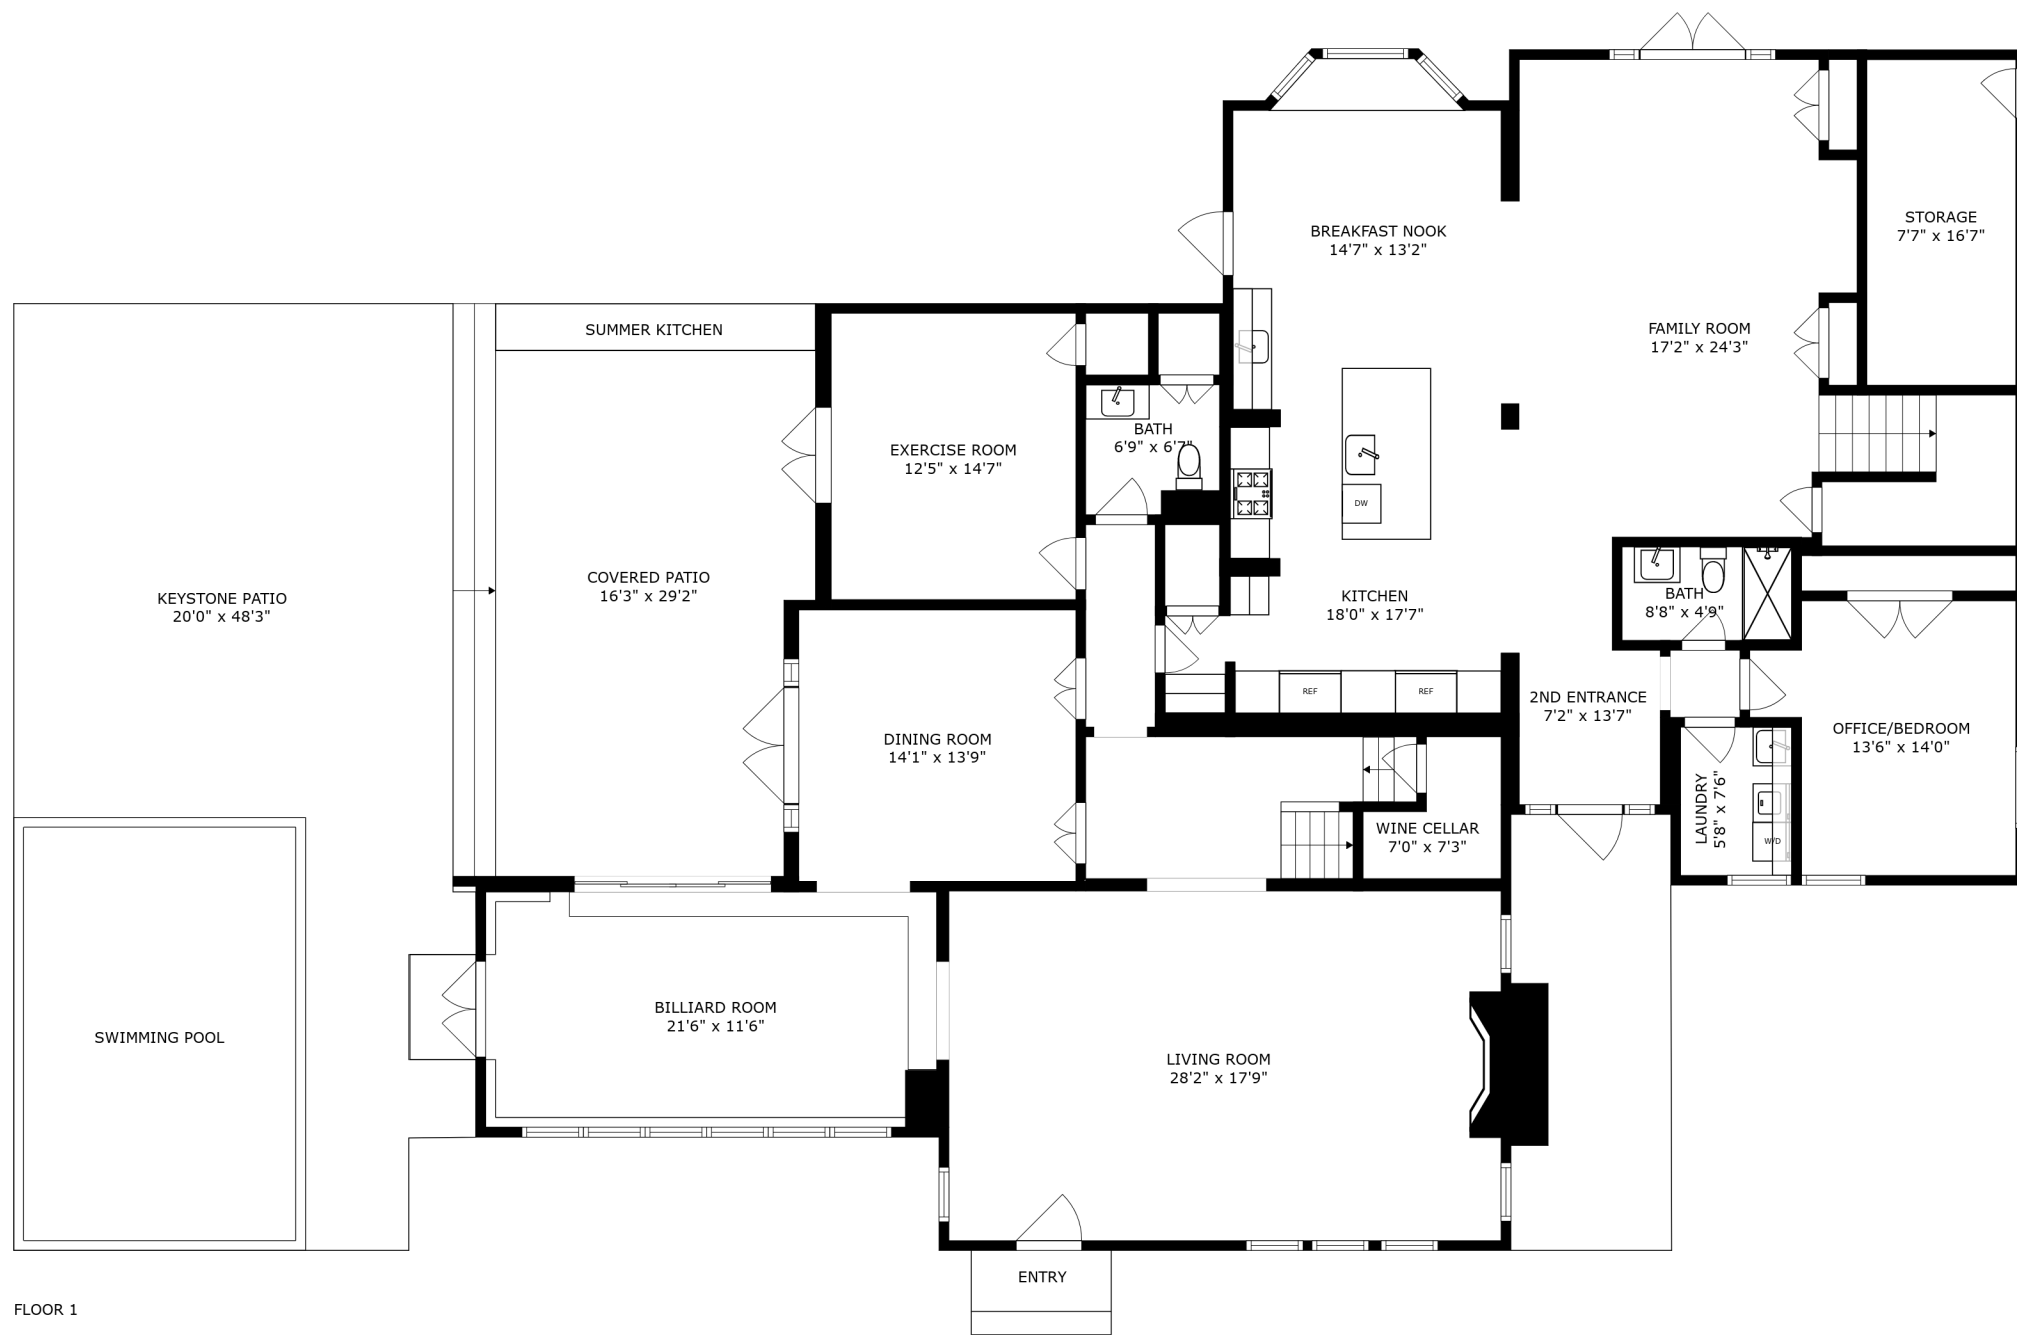 BREAKFAST NOOK
14'7" x 13'2"
STORAGE
7'7" x 16'7"
SUMMER KITCHEN
FAMILY ROOM
17'2" x 24'3"
EXERCISE ROOM
12'5" x 14'7"
BATH
6'9" x 6'7"
DW
COVERED PATIO
16'3" x 29'2"
KEYSTONE PATIO
20'0" x 48'3"
KITCHEN
18'0" x 17'7"
BATH
8'8" x 4'9"
REF
REF
2ND ENTRANCE
7'2" x 13'7"
DINING ROOM
14'1" x 13'9"
OFFICE/BEDROOM
13'6" x 14'0"
LAUNDRY
5'8" x 7'6"
W/D
WINE CELLAR
7'0" x 7'3"
BILLIARD ROOM
21'6" x 11'6"
SWIMMING POOL
LIVING ROOM
28'2" x 17'9"
ENTRY
FLOOR 1